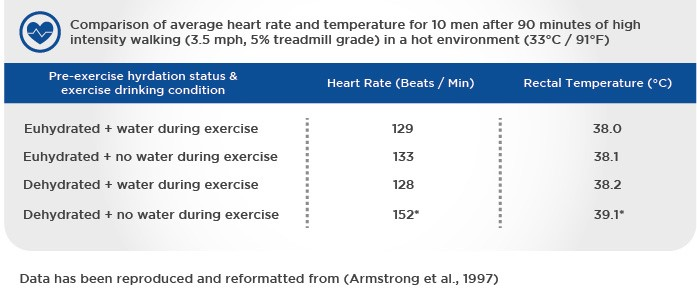 Comparison of average heart rate and temperature for 10 men after 90 minutes of high
intensity walking (3.5 mph, 5% treadmill grade) in a hot environment (33°C / 91°F)
Pre-exercise hyrdation status &
exercise drinking condition
Heart Rate (Beats / Min)
Rectal Temperature (°C)
Euhydrated + water during exercise 129 38.0
Euhydrated + no water during exercise 133 38.1
Dehydrated + water during exercise 128 38.2
Dehydrated + no water during exercise 152* 39.1*
Data has been reproduced and reformatted from (Armstrong et al., 1997)